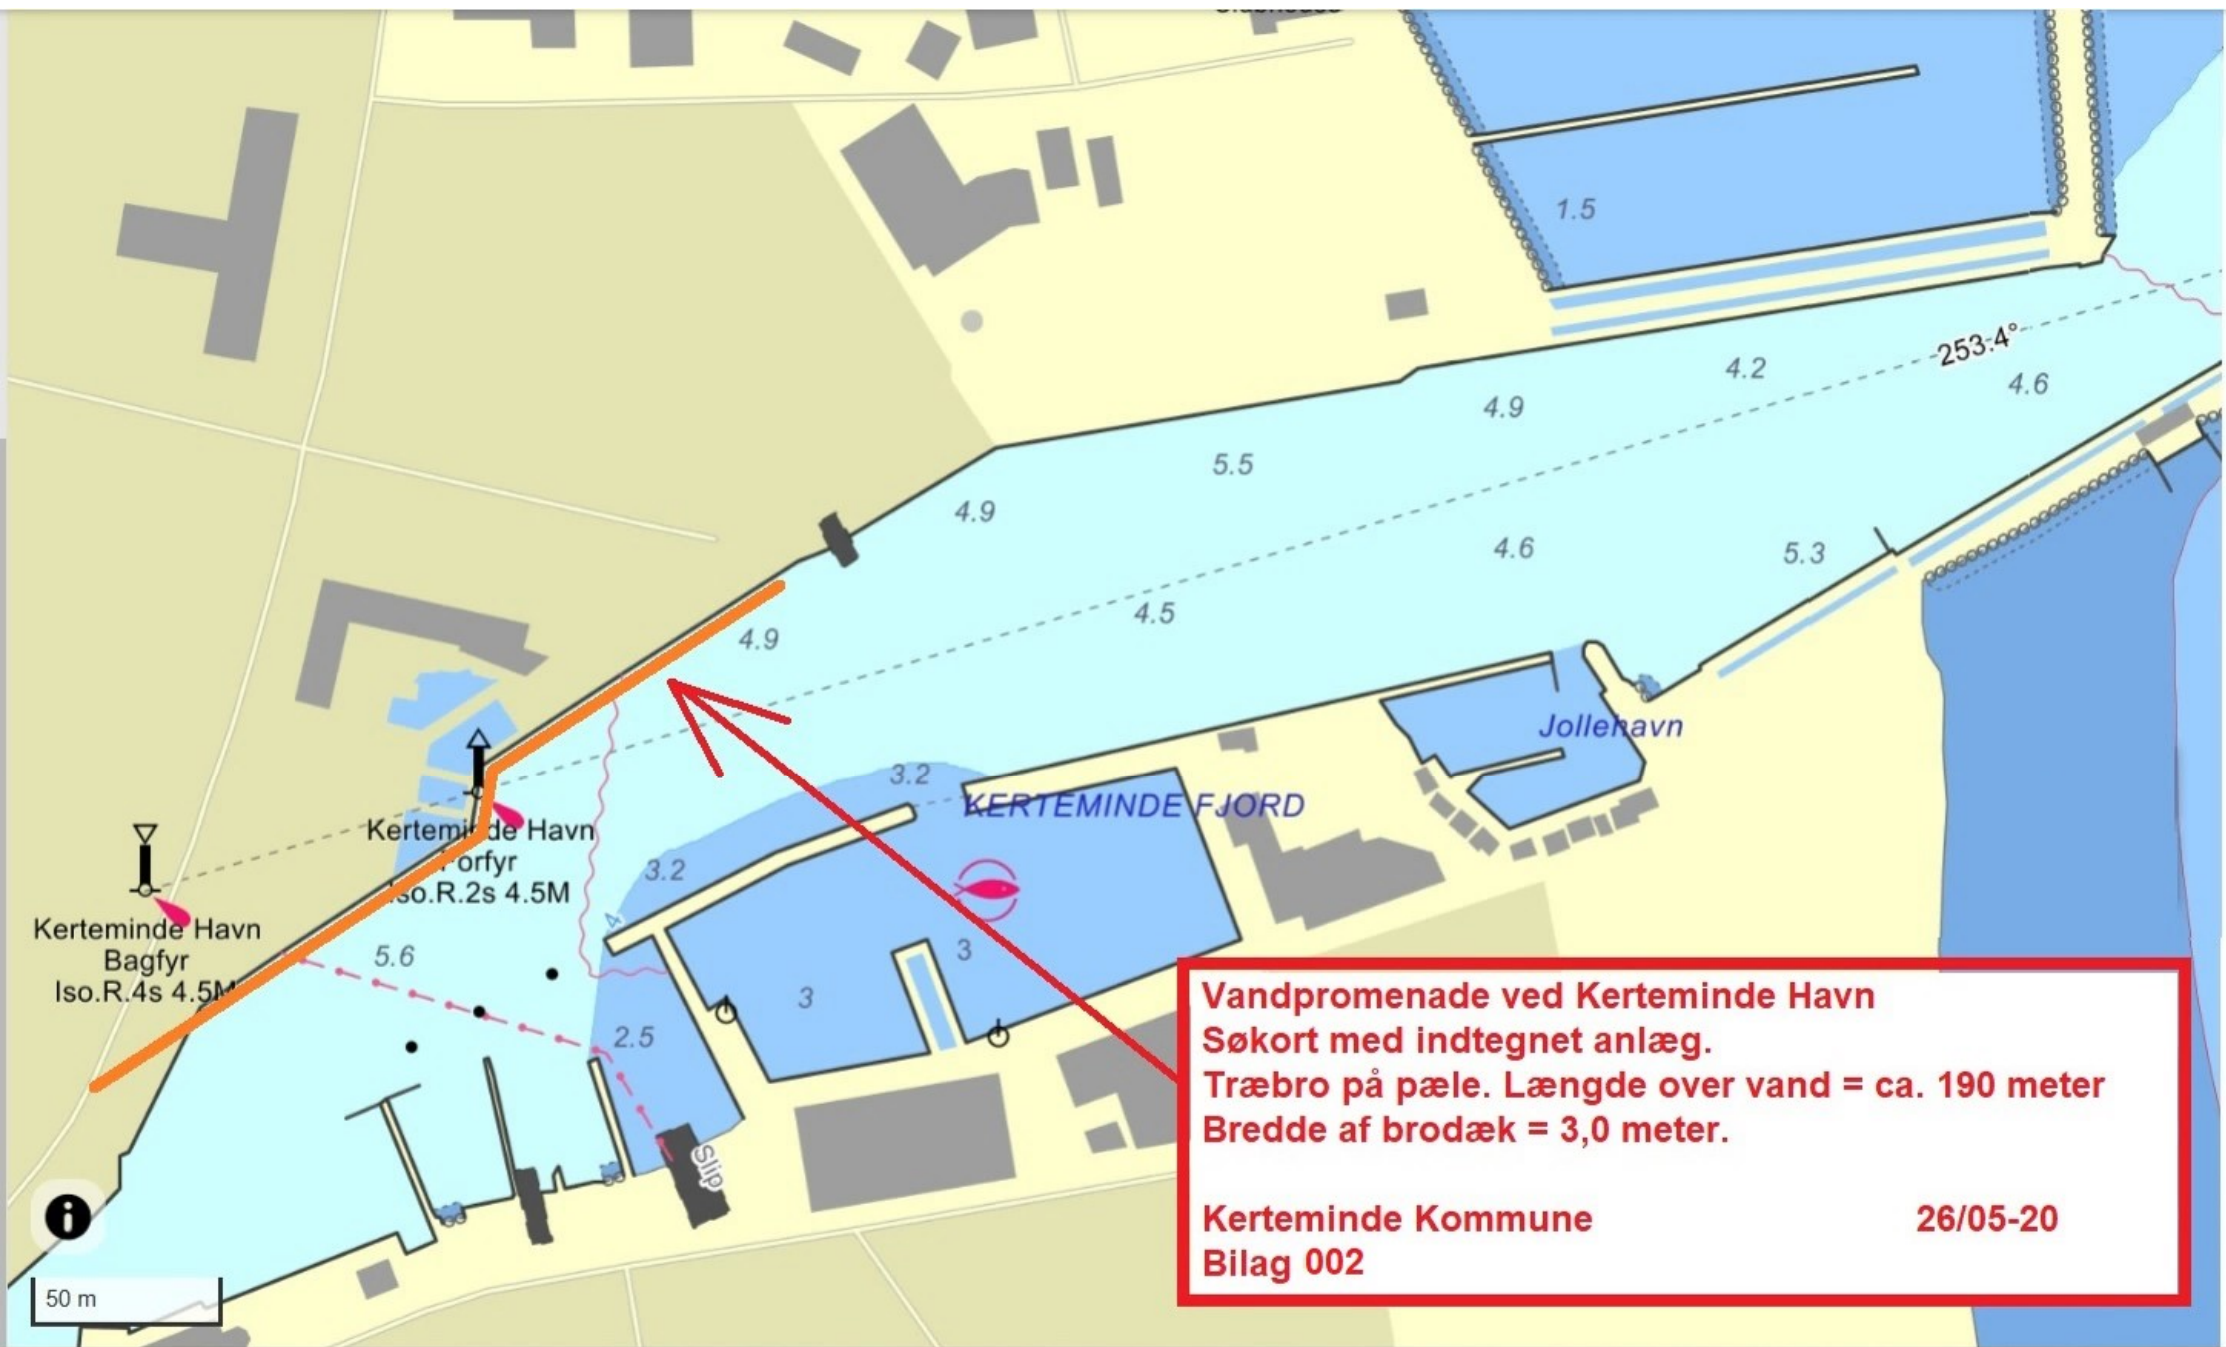 1.5
253.4°
4.2
4.6
4.9
5.5
4.9
4.6
5.3
4.5
4.9
Jollehavn
3.2
KERTEMINDE FJORD
Kerteminde Havn
Forfyr
Iso.R.2s 4.5M
3.2
4
Kerteminde Havn
Bagfyr
Iso.R.4s 4.5M
5.6
3
3
2.5
Slip
Vandpromenade ved Kerteminde Havn
Søkort med indtegnet anlæg.
Træbro på pæle. Længde over vand = ca. 190 meter
Bredde af brodæk = 3,0 meter.
Kerteminde Kommune 26/05-20
Bilag 002
i
50 m